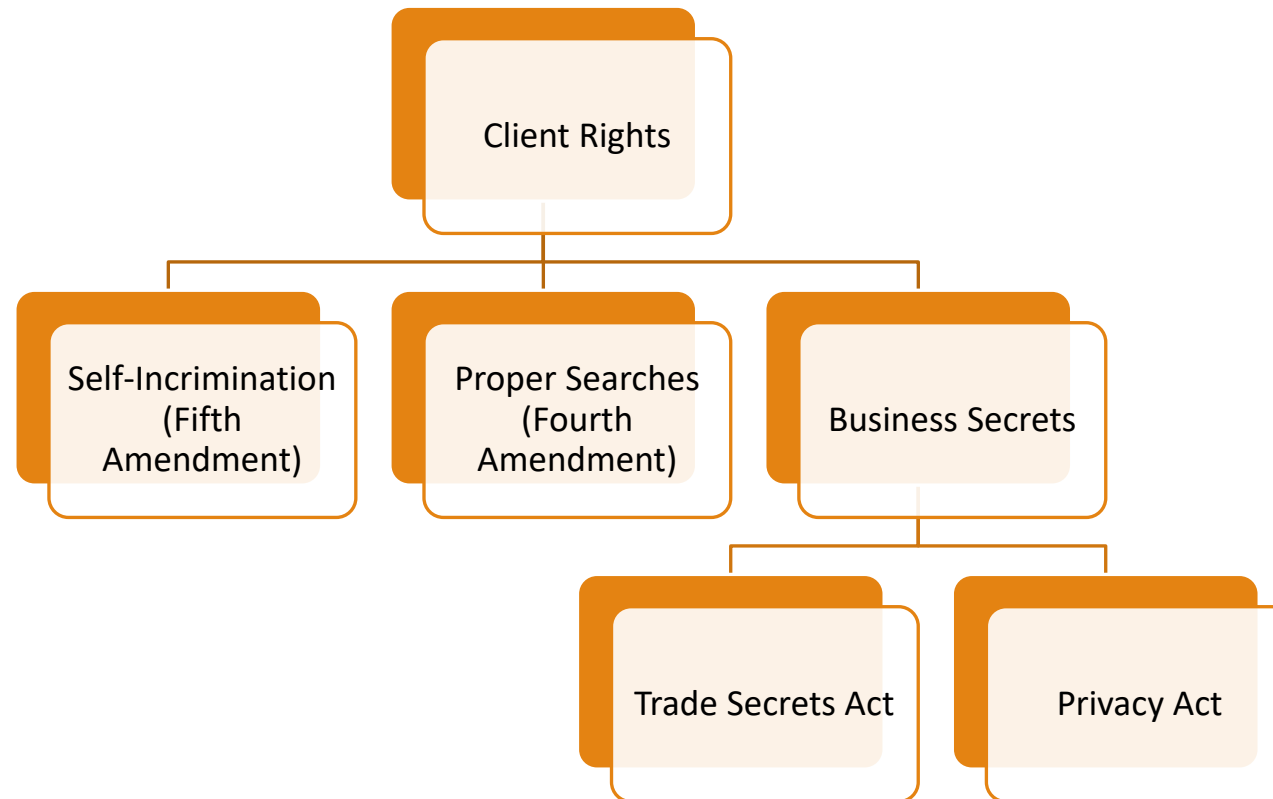 Client Rights
Self-Incrimination
(Fifth
Amendment)
Proper Searches
(Fourth
Amendment)
Business Secrets
Trade Secrets Act
Privacy Act